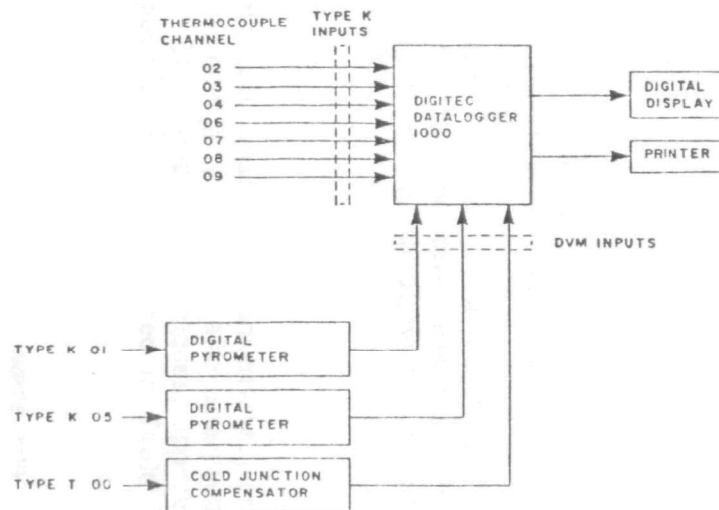 THERMOCOUPLE
CHANNEL
TYPE K
INPUTS
02
03
04
06
07
08
09
DIGITEC
DATALOGGER
1000
DIGITAL
DISPLAY
PRINTER
DVM INPUTS
TYPE K 01
DIGITAL
PYROMETER
TYPE K 05
DIGITAL
PYROMETER
TYPE T 00
COLD JUNCTION
COMPENSATOR